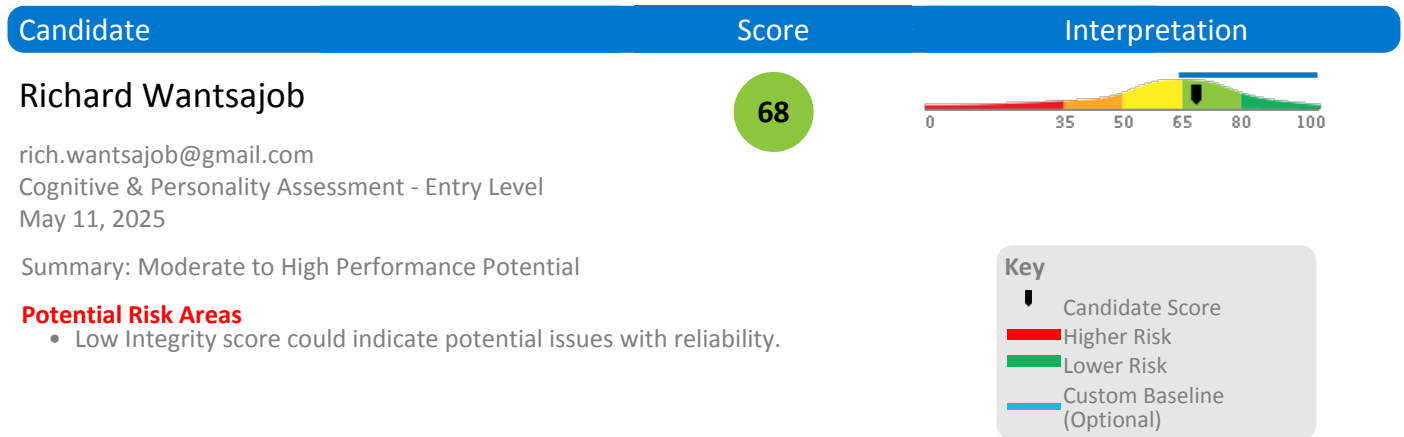 Candidate Score Interpretation
Richard Wantsajob
68
0 35 50 65 80 100
rich.wantsajob@gmail.com
Cognitive & Personality Assessment - Entry Level
May 11, 2025
Summary: Moderate to High Performance Potential
Potential Risk Areas
• Low Integrity score could indicate potential issues with reliability.
Key
Candidate Score
Higher Risk
Lower Risk
Custom Baseline
(Optional)